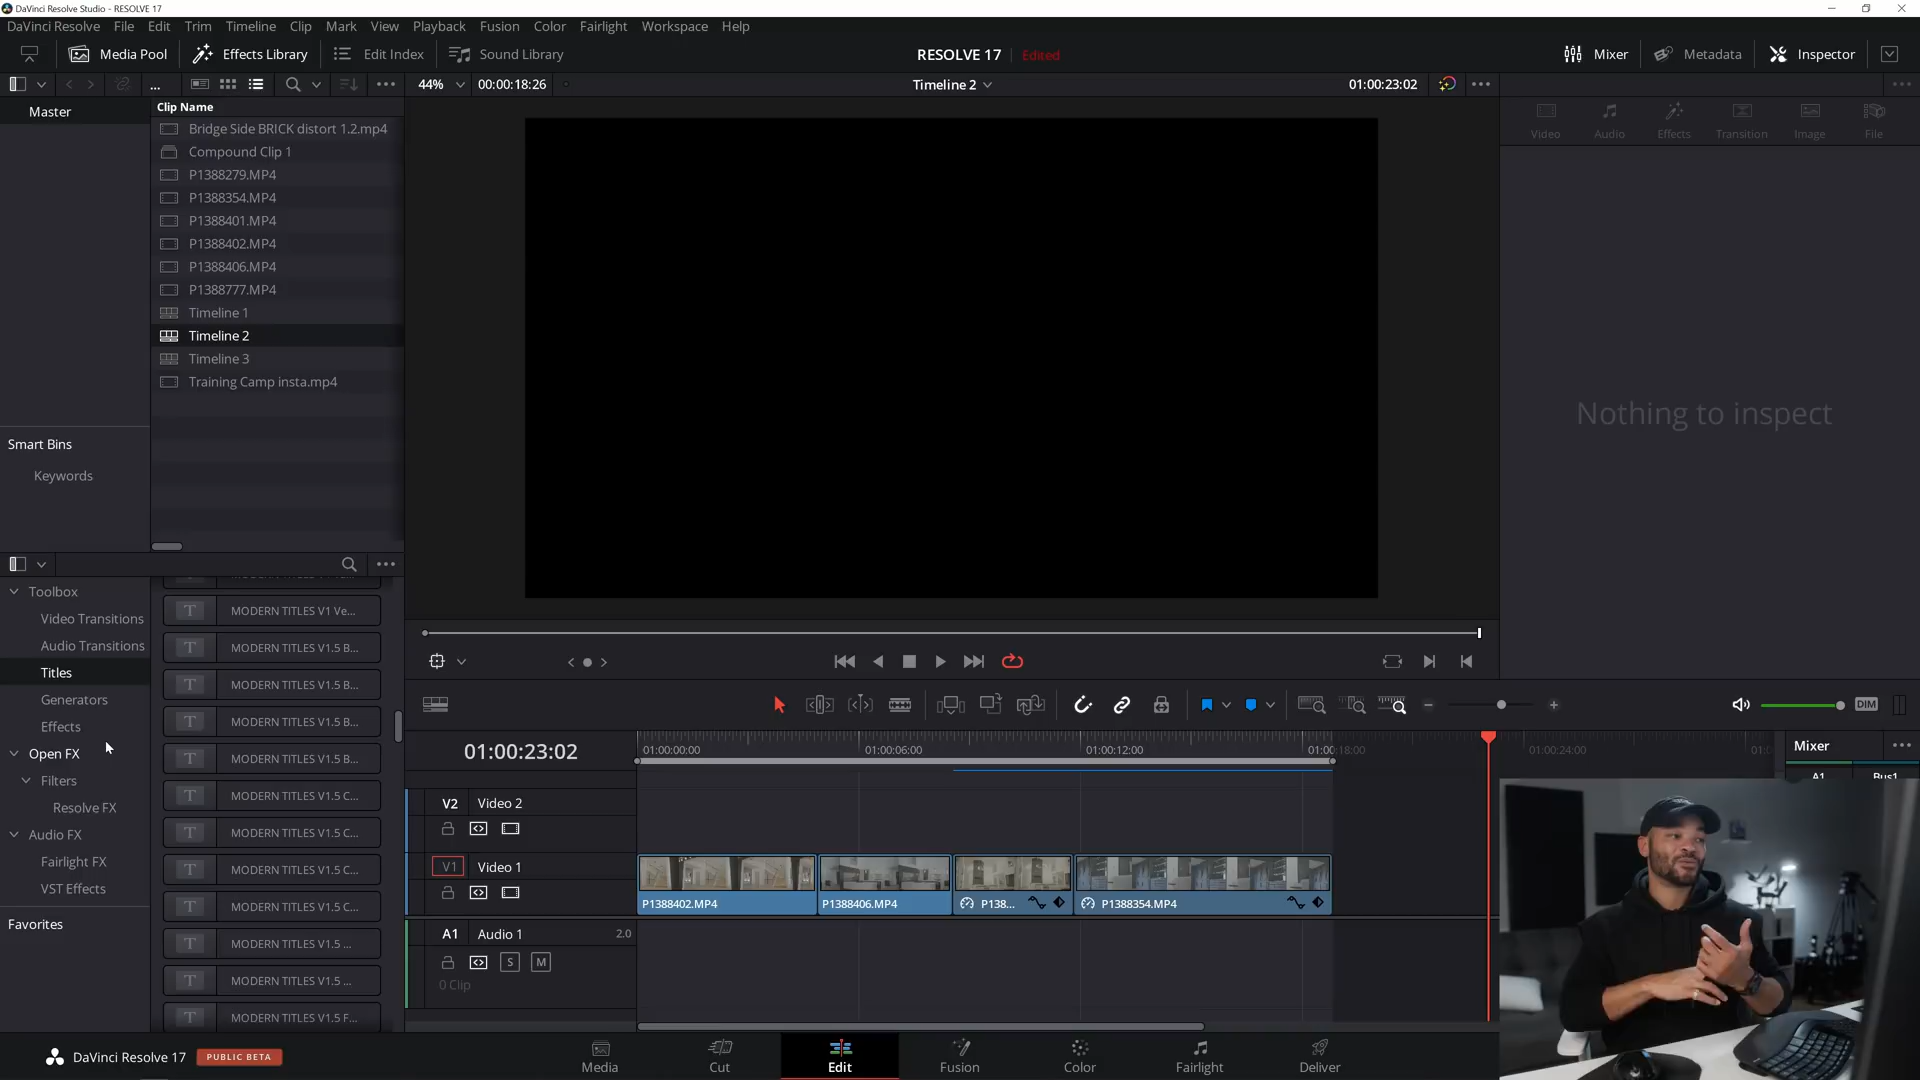 DaVinci Resolve Studio - RESOLVE 17
DaVinci Resolve File Edit Trim Timeline Clip Mark View Playback Fusion Color Fairlight Workspace Help
Media Pool Effects Library Edit Index Sound Library RESOLVE 17 Edited Mixer Metadata Inspector
... 44% 00:00:18:26 Timeline 2 01:00:23:02
Master
Clip Name
Bridge Side BRICK distort 1.2.mp4
Compound Clip 1
P1388279.MP4
P1388354.MP4
P1388401.MP4
P1388402.MP4
P1388406.MP4
P1388777.MP4
Timeline 1
Timeline 2
Timeline 3
Training Camp insta.mp4
Smart Bins
Keywords
Video Audio Effects Transition Image File
Nothing to inspect
Toolbox
Video Transitions
Audio Transitions
Titles
Generators
Effects
Open FX
Filters
Resolve FX
Audio FX
Fairlight FX
VST Effects
Favorites
T MODERN TITLES V1 Ve...
T MODERN TITLES V1.5 B...
T MODERN TITLES V1.5 B...
T MODERN TITLES V1.5 B...
T MODERN TITLES V1.5 B...
T MODERN TITLES V1.5 C...
T MODERN TITLES V1.5 C...
T MODERN TITLES V1.5 C...
T MODERN TITLES V1.5 C...
T MODERN TITLES V1.5 ...
T MODERN TITLES V1.5 ...
T MODERN TITLES V1.5 F...
DIM
01:00:23:02
01:00:00:00 01:00:06:00 01:00:12:00 01:00:18:00 01:00:24:00
Mixer
A1 Bus1
V2 Video 2
V1 Video 1
P1388402.MP4 P1388406.MP4 P138... P1388354.MP4
A1 Audio 1 2.0
S M
0 Clip
DaVinci Resolve 17 PUBLIC BETA
Media Cut Edit Fusion Color Fairlight Deliver